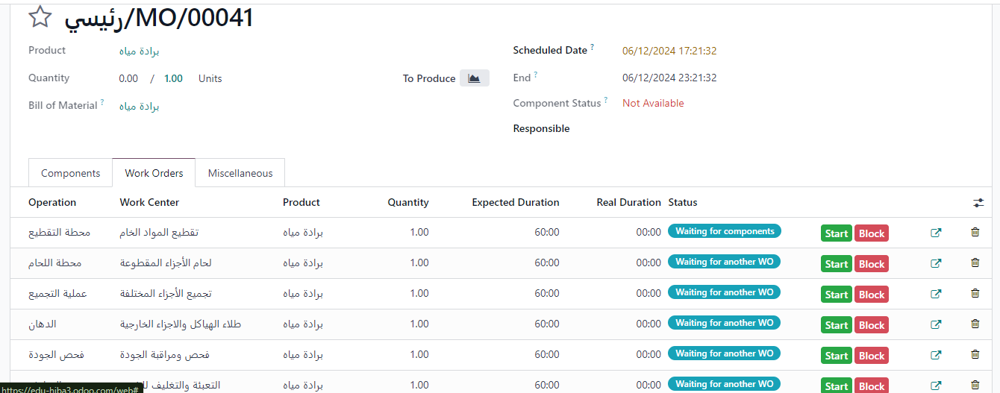 رئيسي/MO/00041
Product برادة مياه Scheduled Date ? 06/12/2024 17:21:32
Quantity 0.00 / 1.00 Units To Produce End ? 06/12/2024 23:21:32
Bill of Material ? برادة مياه Component Status ? Not Available
Responsible
Components Work Orders Miscellaneous
Operation Work Center Product Quantity Expected Duration Real Duration Status
محطة التقطيع تقطيع المواد الخام برادة مياه 1.00 60:00 00:00 Waiting for components Start Block
محطة اللحام لحام الأجزاء المقطوعة برادة مياه 1.00 60:00 00:00 Waiting for another WO Start Block
عملية التجميع تجميع الأجزاء المختلفة برادة مياه 1.00 60:00 00:00 Waiting for another WO Start Block
الدهان طلاء الهياكل والاجزاء الخارجية برادة مياه 1.00 60:00 00:00 Waiting for another WO Start Block
فحص الجودة فحص ومراقبة الجودة برادة مياه 1.00 60:00 00:00 Waiting for another WO Start Block
التعبئة والتغليف برادة مياه 1.00 60:00 00:00 Waiting for another WO Start Block
https://edu-hiba3.odoo.com/web#